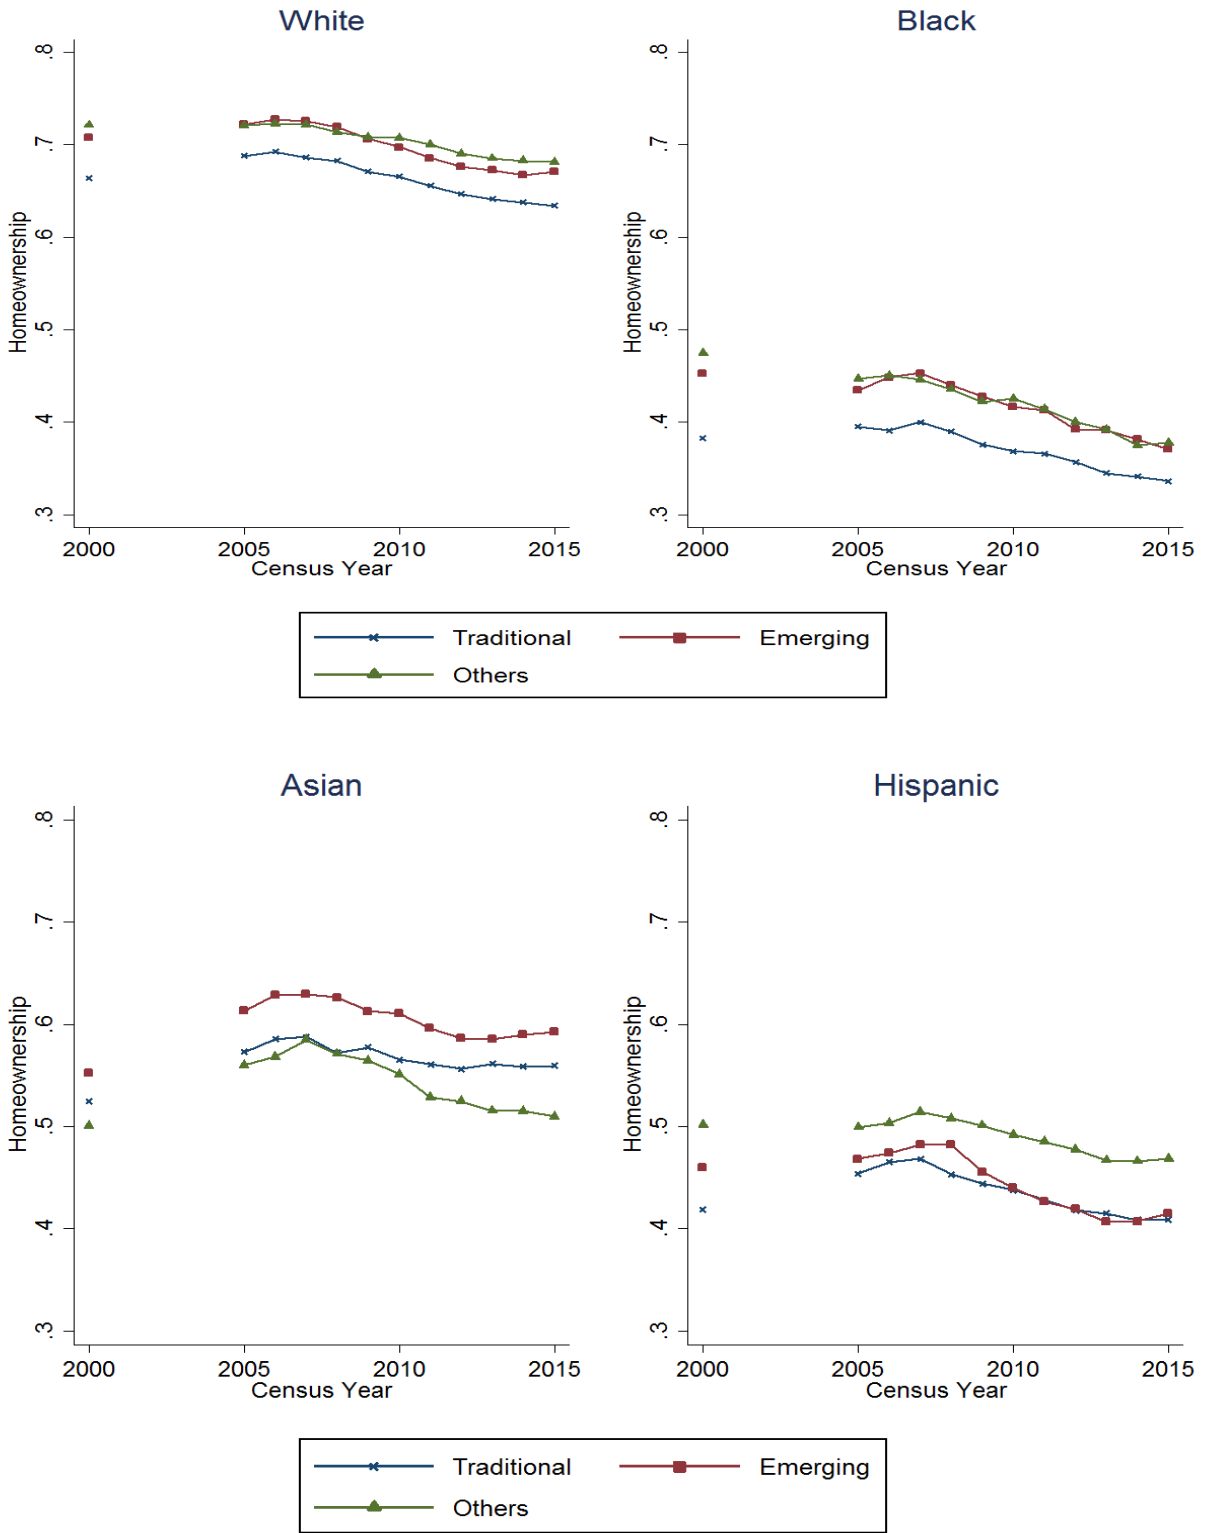 White
Black
.8
.7
.6
.5
.4
.3
Homeownership
2000 2005 2010 2015
Census Year
.8
.7
.6
.5
.4
.3
Homeownership
2000 2005 2010 2015
Census Year
Traditional Emerging
Others
Asian
Hispanic
.8
.7
.6
.5
.4
.3
Homeownership
2000 2005 2010 2015
Census Year
.8
.7
.6
.5
.4
.3
Homeownership
2000 2005 2010 2015
Census Year
Traditional Emerging
Others